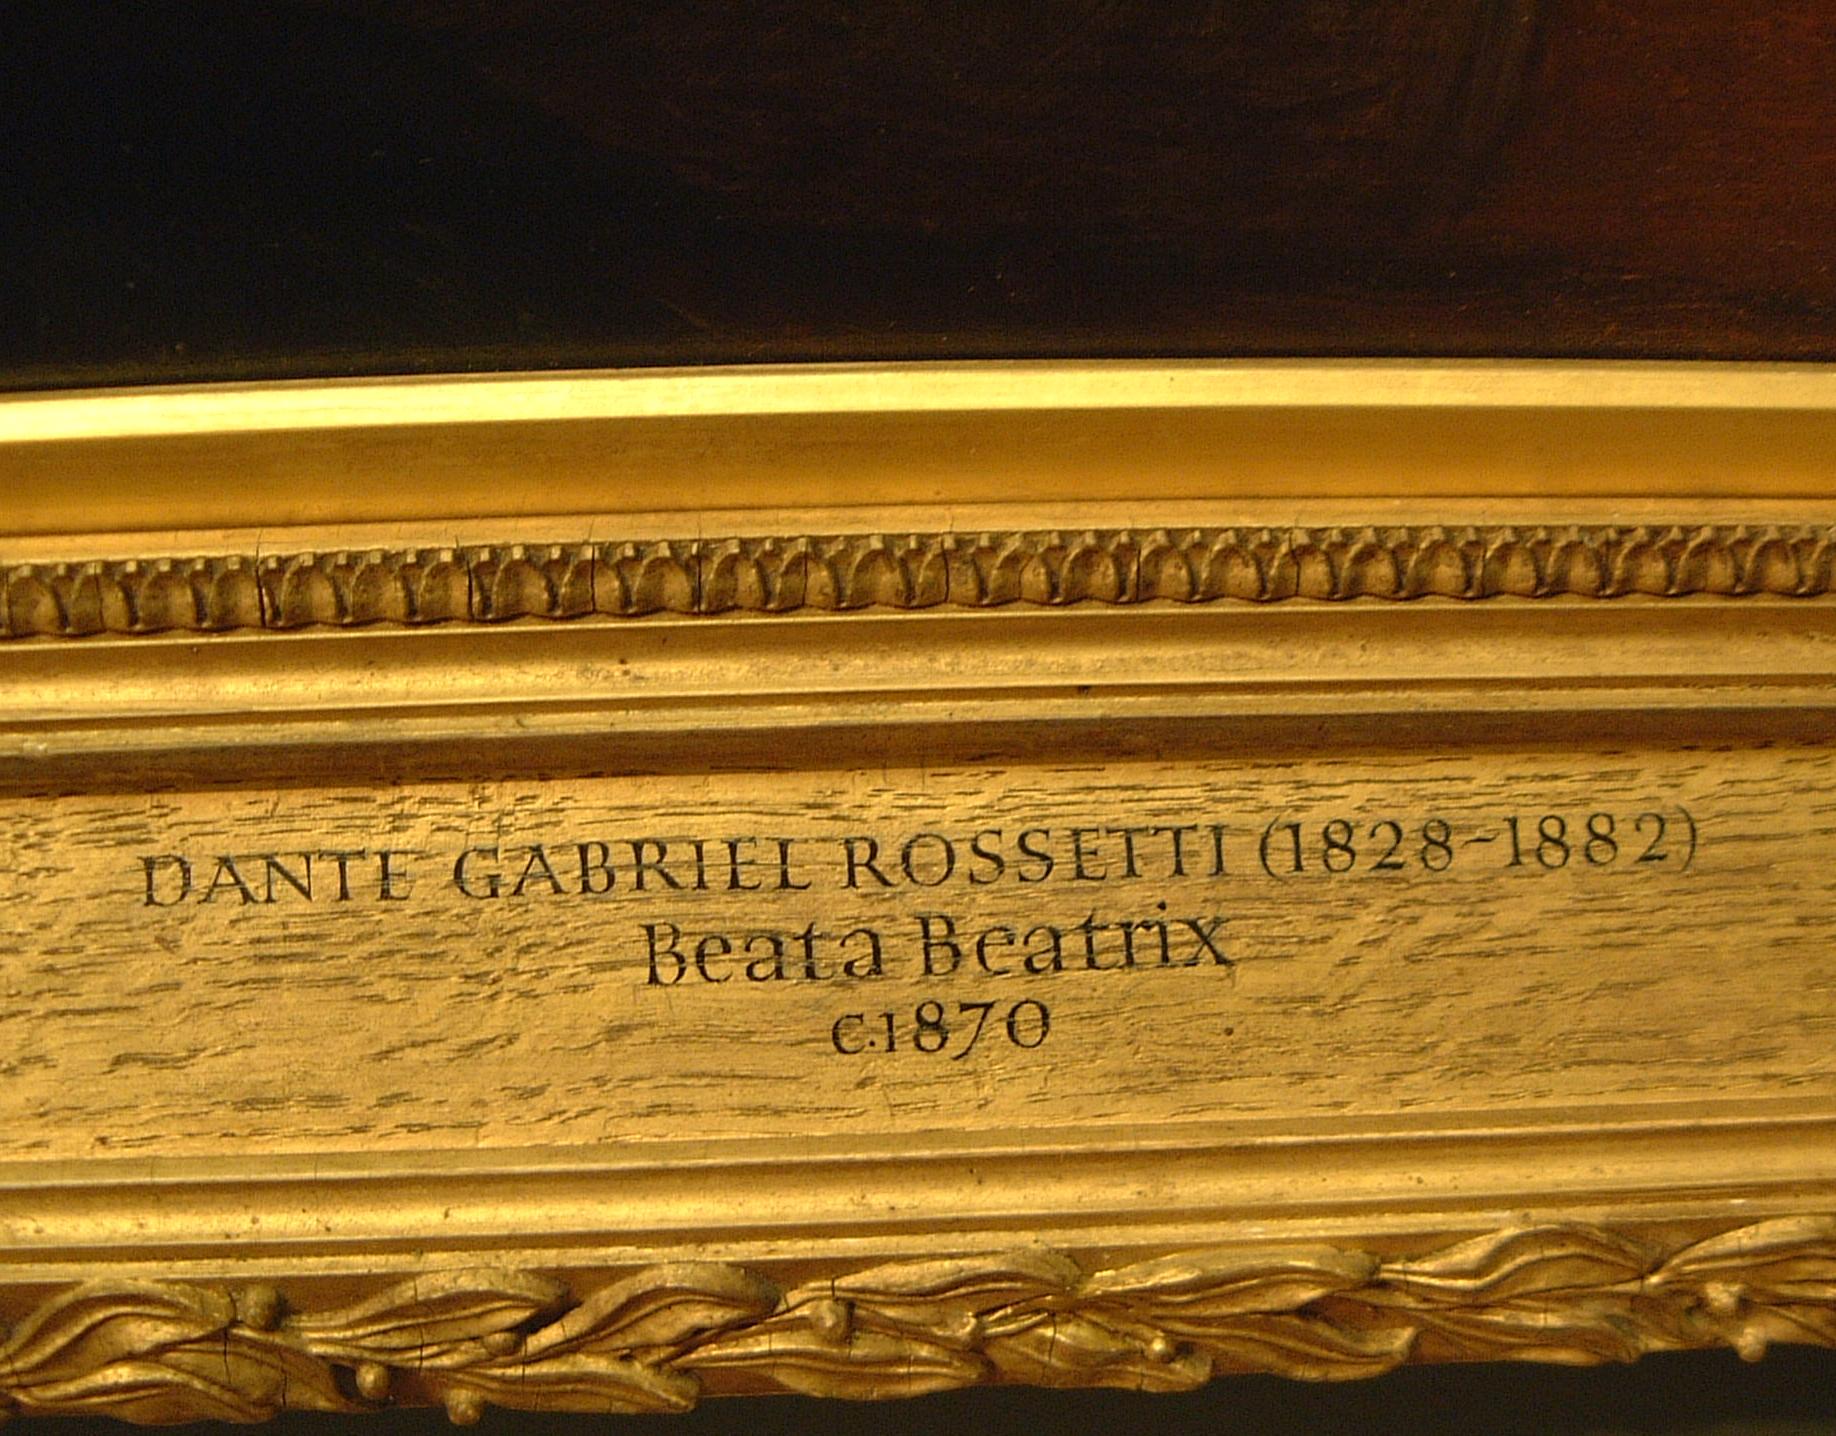 DANTE GABRIEL ROSSETTI (1828-1882)
Beata Beatrix
c.1870